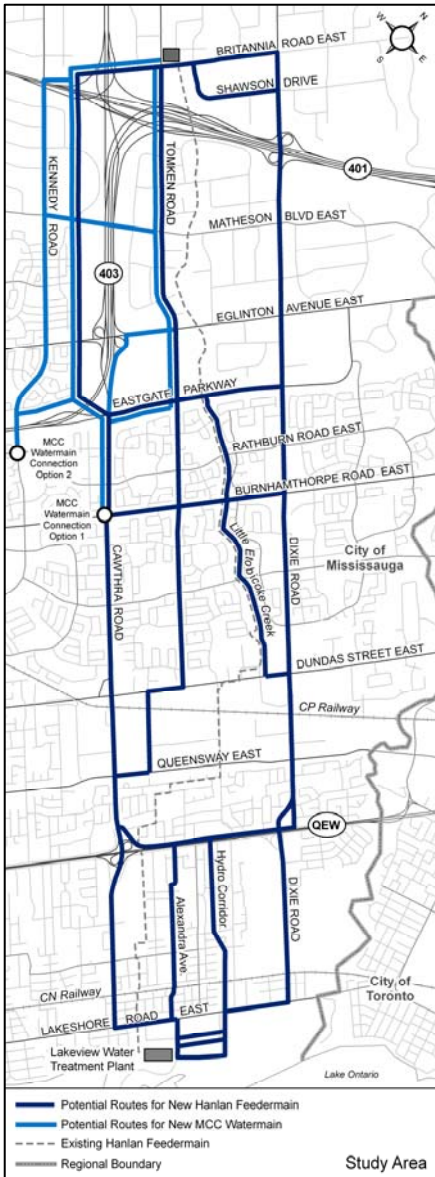 N
W
E
S
BRITANNIA ROAD EAST
SHAWSON DRIVE
401
KENNEDY ROAD
TOMKEN ROAD
MATHESON BLVD EAST
403
EGLINTON AVENUE EAST
EASTGATE PARKWAY
RATHBURN ROAD EAST
MCC
Watermain
Connection
Option 2
BURNHAMTHORPE ROAD EAST
MCC
Watermain
Connection
Option 1
Little Etobicoke Creek
DIXIE ROAD
City of
Mississauga
CAWTHRA ROAD
DUNDAS STREET EAST
CP Railway
QUEENSWAY EAST
QEW
Hydro Corridor
Alexandra Ave.
DIXIE ROAD
CN Railway
City of
Toronto
LAKESHORE ROAD EAST
Lakeview Water
Treatment Plant
Lake Ontario
Potential Routes for New Hanlan Feedermain
Potential Routes for New MCC Watermain
Existing Hanlan Feedermain
Regional Boundary
Study Area